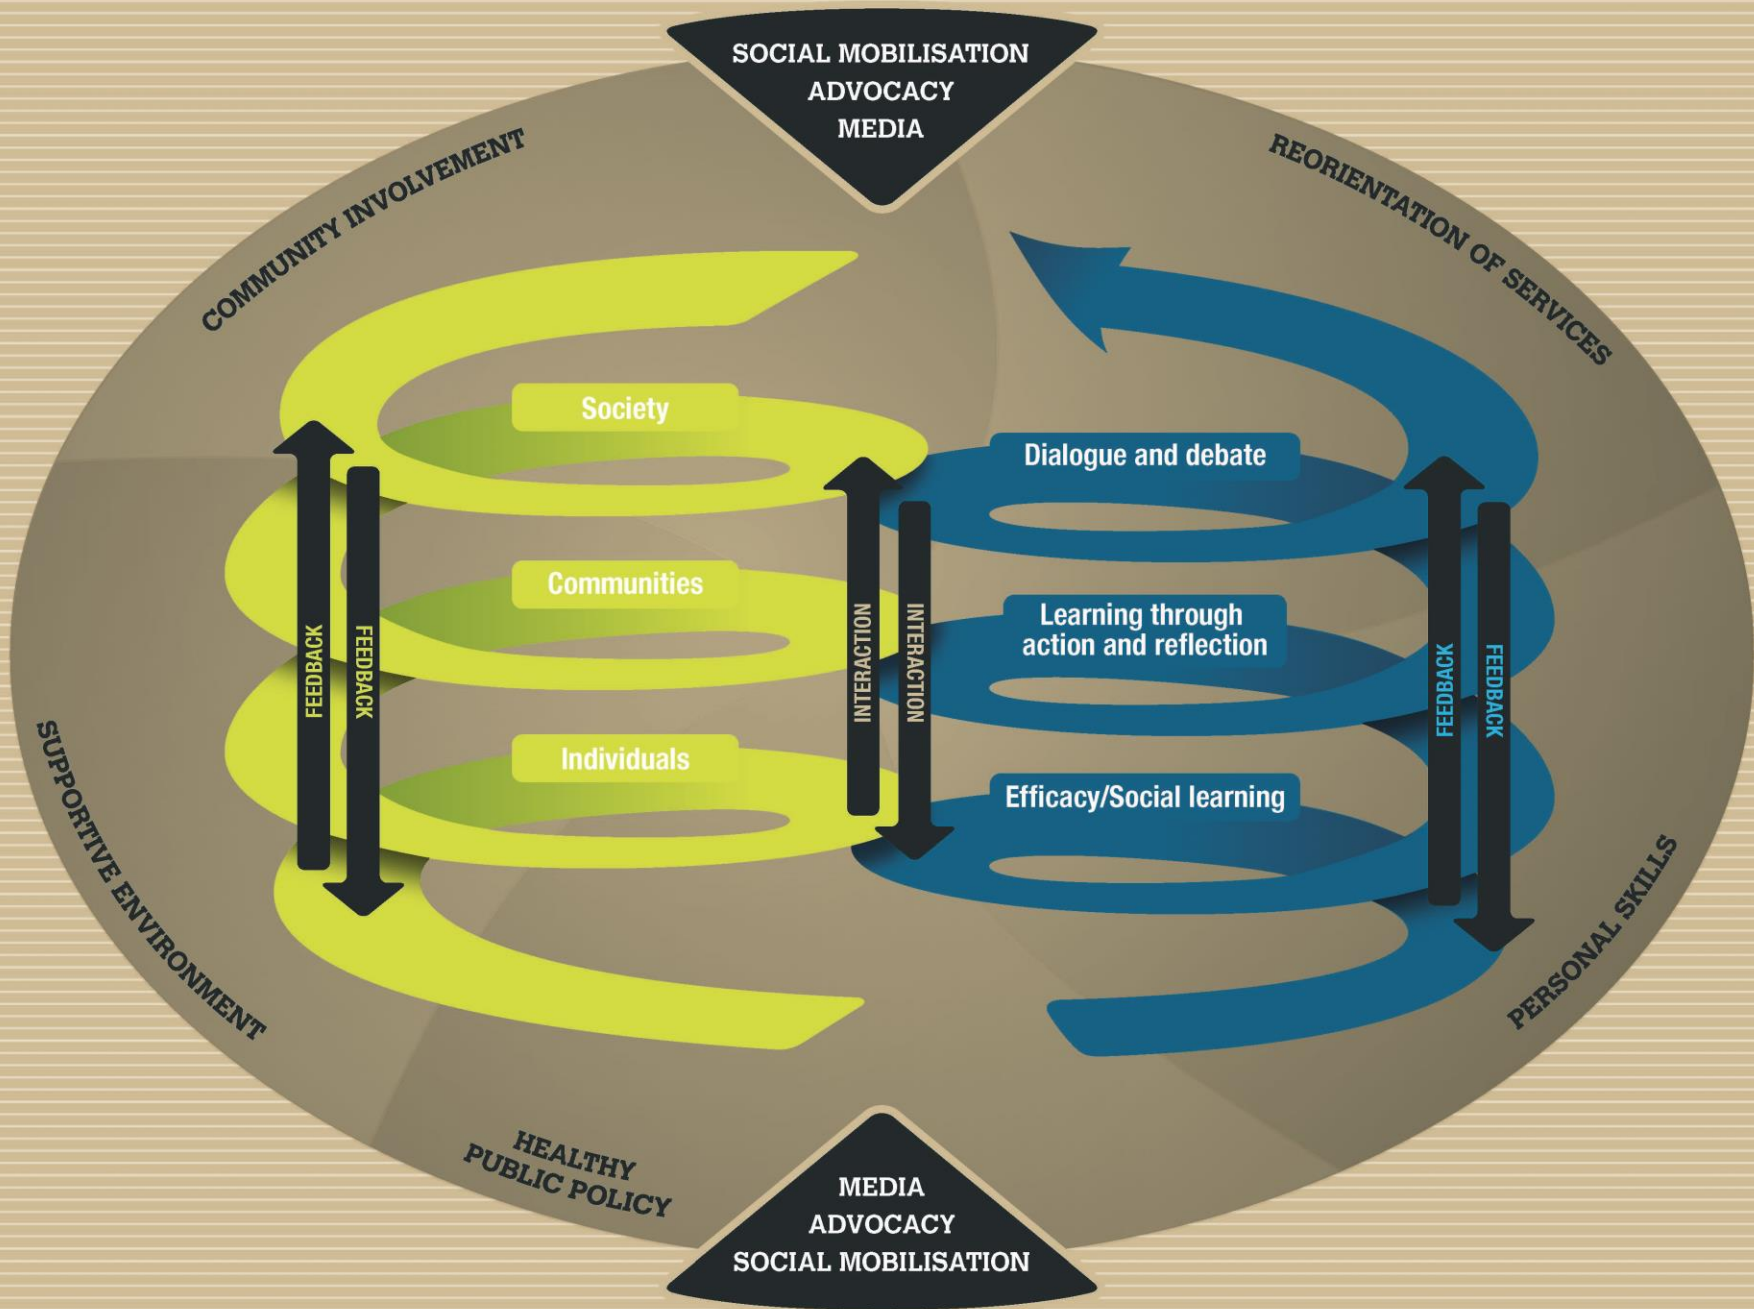 SOCIAL MOBILISATION
ADVOCACY
MEDIA
COMMUNITY INVOLVEMENT
REORIENTATION OF SERVICES
Society
Dialogue and debate
Communities
Learning through
action and reflection
Individuals
Efficacy/Social learning
FEEDBACK
FEEDBACK
INTERACTION
INTERACTION
FEEDBACK
FEEDBACK
SUPPORTIVE ENVIRONMENT
PERSONAL SKILLS
HEALTHY
PUBLIC POLICY
MEDIA
ADVOCACY
SOCIAL MOBILISATION